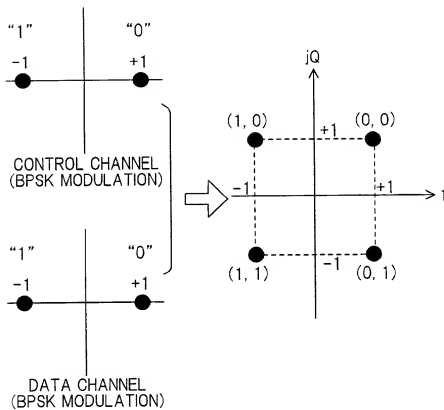 “1” “0”
-1 +1
CONTROL CHANNEL
(BPSK MODULATION)
“1” “0”
-1 +1
DATA CHANNEL
(BPSK MODULATION)
jQ
(1, 0) (0, 0)
+1
-1 +1 1
-1
(1, 1) (0, 1)